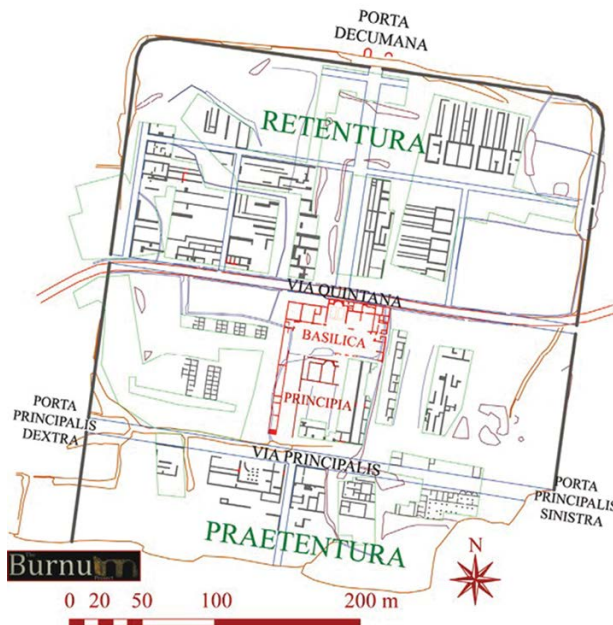 PORTA
DECUMANA
RETENTURA
VIA QUINTANA
BASILICA
PRINCIPIA
PORTA
PRINCIPALIS
DEXTRA
VIA PRINCIPALIS
PORTA
PRINCIPALIS
SINISTRA
PRAETENTURA
The
Burnum
N
0 20 50 100 200 m